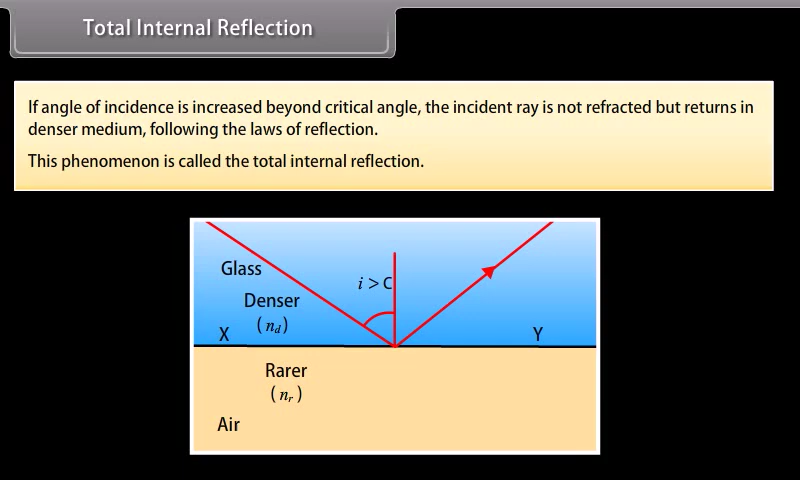 Total Internal Reflection
If angle of incidence is increased beyond critical angle, the incident ray is not refracted but returns in
denser medium, following the laws of reflection.
This phenomenon is called the total internal reflection.
Glass
i > C
Denser
( n_d )
X
Y
Rarer
( n_r )
Air